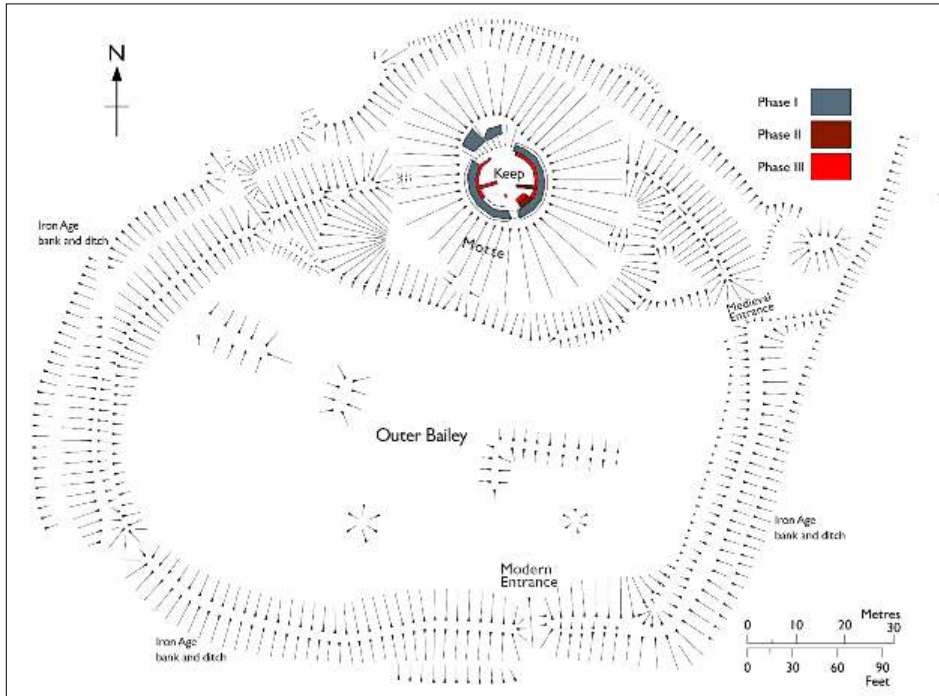 N
Phase I
Phase II
Phase III
Keep
Iron Age
bank and ditch
Motte
Medieval
Entrance
Outer Bailey
Iron Age
bank and ditch
Modern
Entrance
Iron Age
bank and ditch
Metres
0 10 20 30
0 30 60 90
Feet